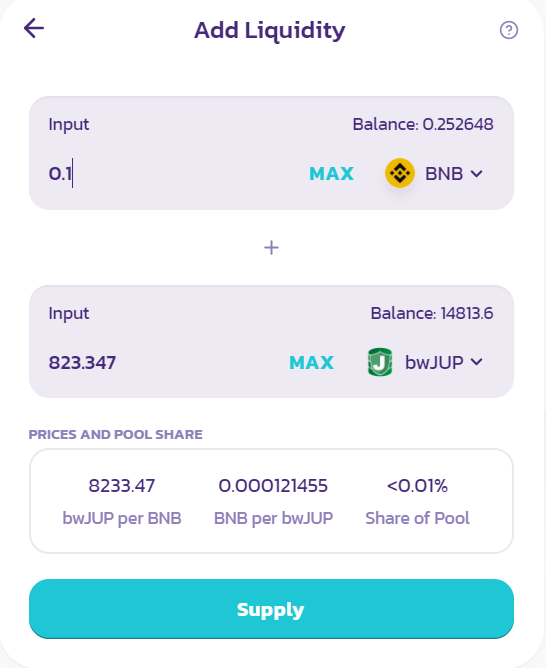 Add Liquidity
?
Input Balance: 0.252648
0.1 MAX BNB
+
Input Balance: 14813.6
823.347 MAX J bwJUP
PRICES AND POOL SHARE
8233.47 0.000121455 <0.01%
bwJUP per BNB BNB per bwJUP Share of Pool
Supply